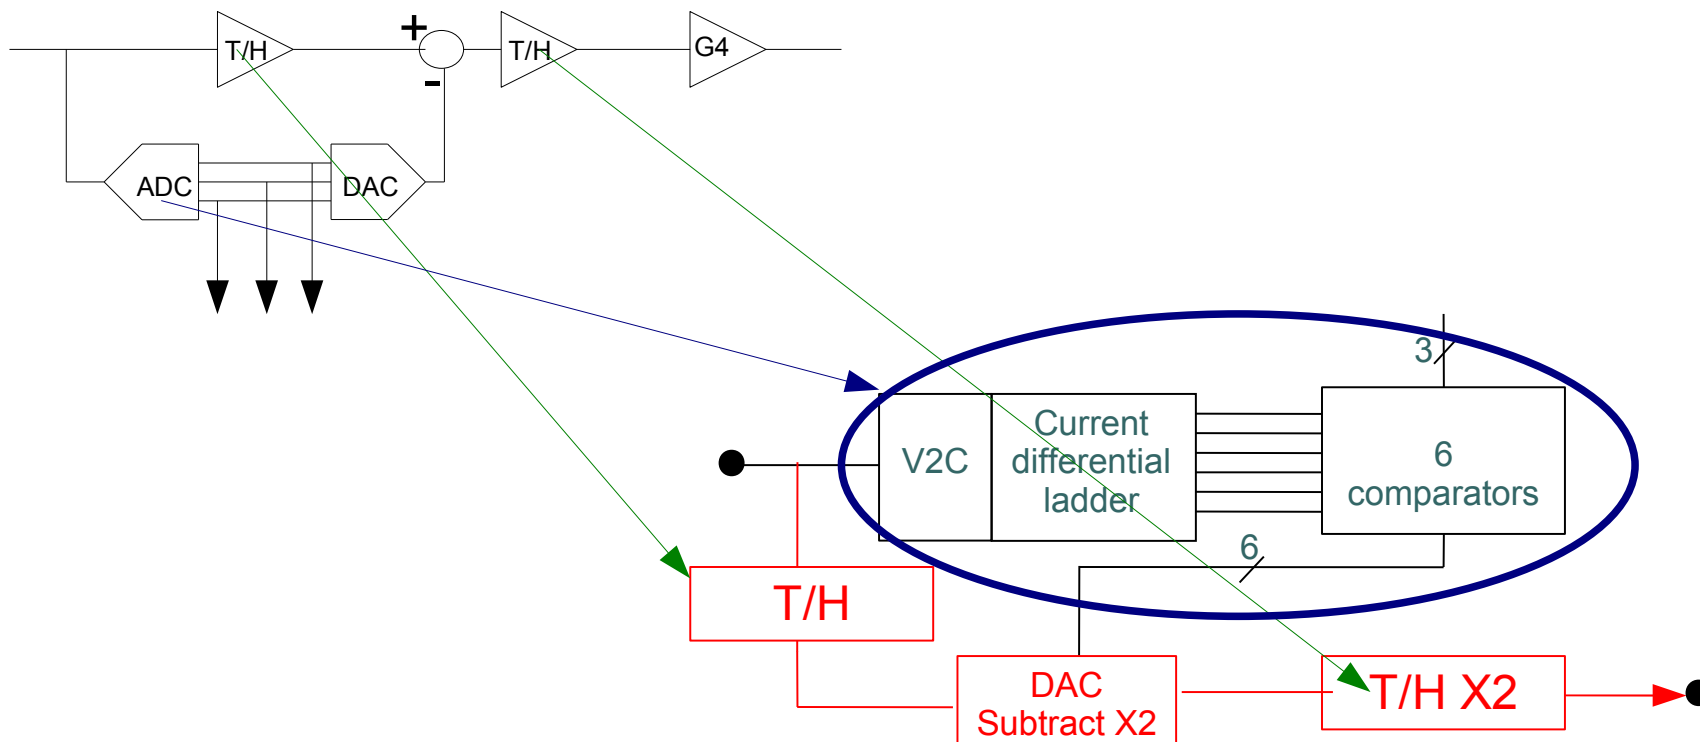 +
T/H
T/H
G4
-
ADC
DAC
3
V2C
Current
differential
ladder
6
comparators
6
T/H
DAC
Subtract X2
T/H X2